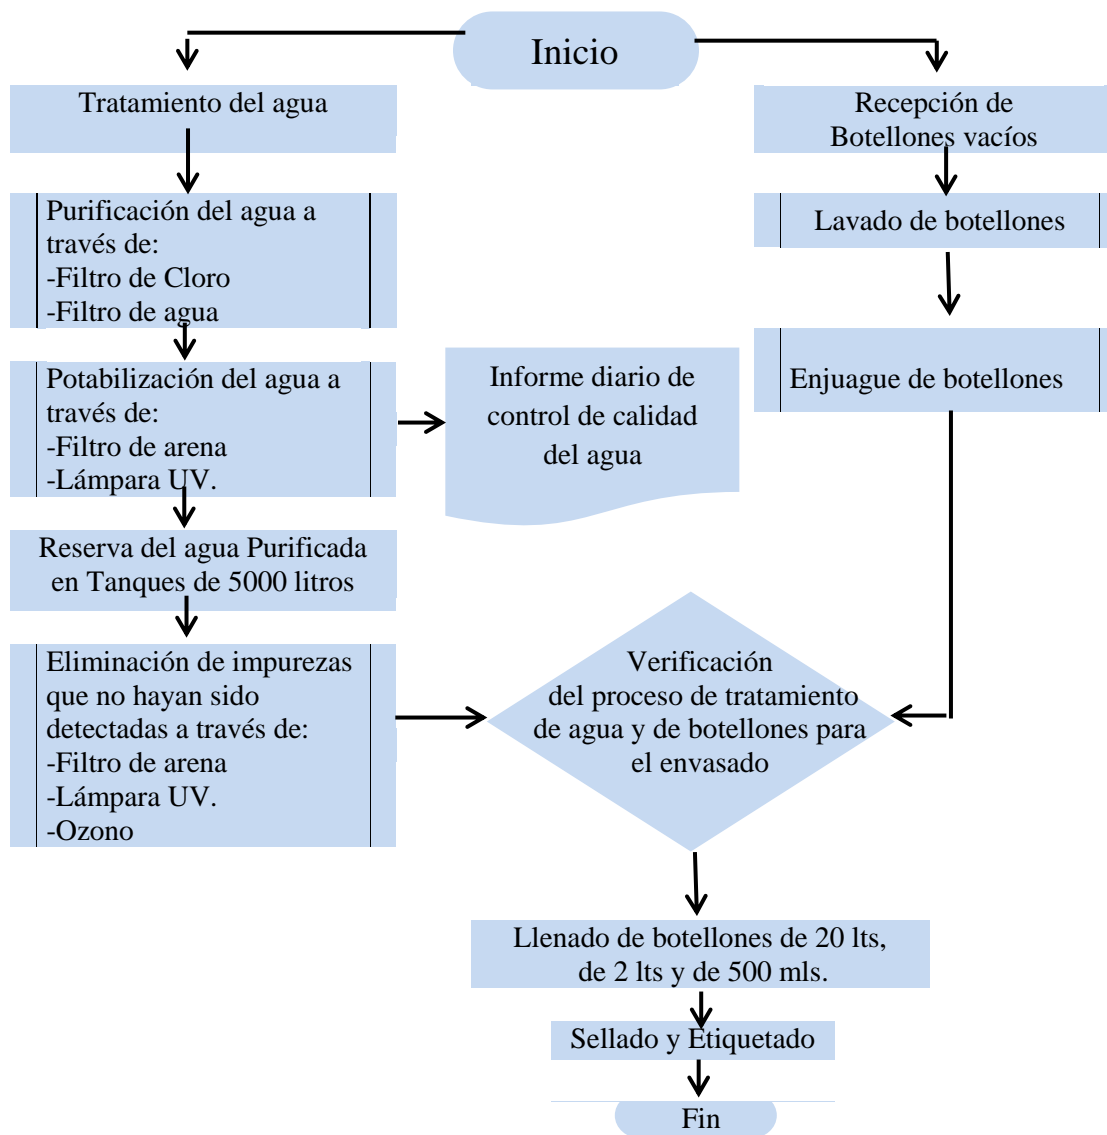 Inicio
Tratamiento del agua
Purificación del agua a
través de:
-Filtro de Cloro
-Filtro de agua
Potabilización del agua a
través de:
-Filtro de arena
-Lámpara UV.
Informe diario de
control de calidad
del agua
Reserva del agua Purificada
en Tanques de 5000 litros
Eliminación de impurezas
que no hayan sido
detectadas a través de:
-Filtro de arena
-Lámpara UV.
-Ozono
Recepción de
Botellones vacíos
Lavado de botellones
Enjuague de botellones
Verificación
del proceso de tratamiento
de agua y de botellones para
el envasado
Llenado de botellones de 20 lts,
de 2 lts y de 500 mls.
Sellado y Etiquetado
Fin